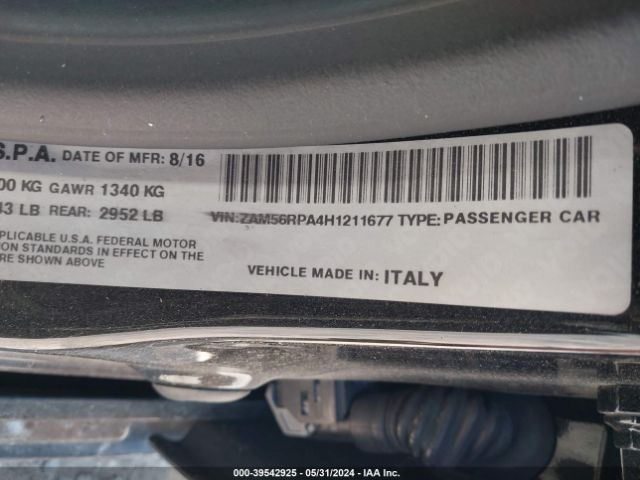 S.P.A. DATE OF MFR: 8/16
00 KG GAWR 1340 KG
43 LB REAR: 2952 LB
VIN: ZAM56RPA4H1211677 TYPE: PASSENGER CAR
PLICABLE U.S.A. FEDERAL MOTOR
ION STANDARDS IN EFFECT ON THE
RE SHOWN ABOVE
VEHICLE MADE IN: ITALY
000-39542925 - 05/31/2024 - IAA Inc.